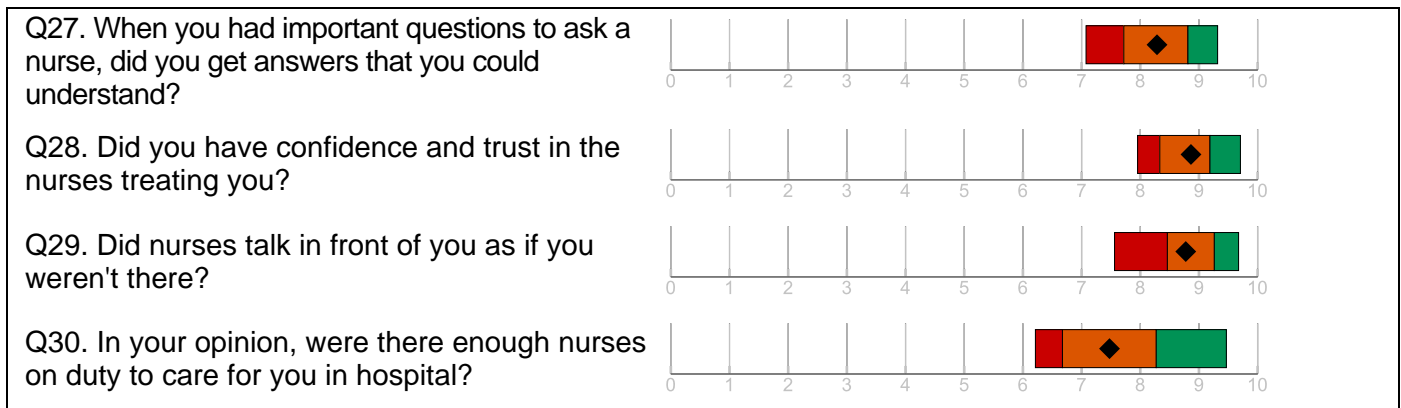 Q27. When you had important questions to ask a
nurse, did you get answers that you could
understand?
0 1 2 3 4 5 6 7 8 9 10
Q28. Did you have confidence and trust in the
nurses treating you?
0 1 2 3 4 5 6 7 8 9 10
Q29. Did nurses talk in front of you as if you
weren't there?
0 1 2 3 4 5 6 7 8 9 10
Q30. In your opinion, were there enough nurses
on duty to care for you in hospital?
0 1 2 3 4 5 6 7 8 9 10